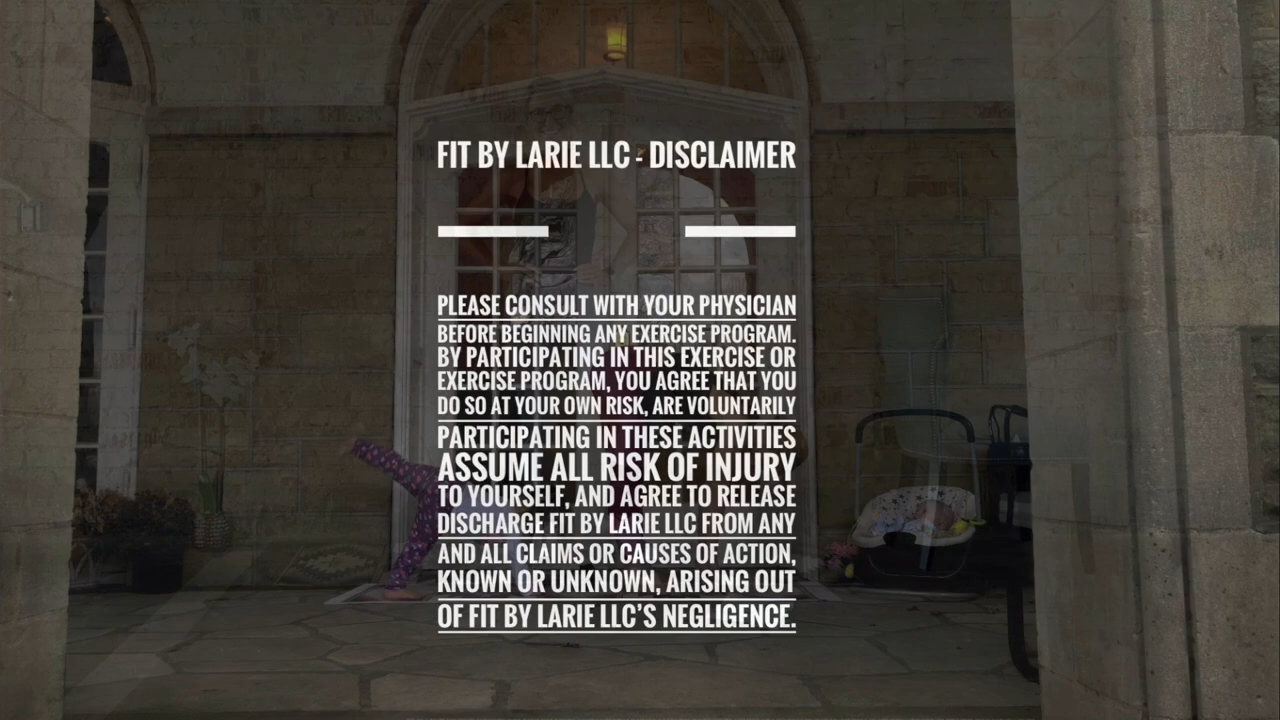 FIT BY LARIE LLC - DISCLAIMER
PLEASE CONSULT WITH YOUR PHYSICIAN
BEFORE BEGINNING ANY EXERCISE PROGRAM.
BY PARTICIPATING IN THIS EXERCISE OR
EXERCISE PROGRAM, YOU AGREE THAT YOU
DO SO AT YOUR OWN RISK, ARE VOLUNTARILY
PARTICIPATING IN THESE ACTIVITIES
ASSUME ALL RISK OF INJURY
TO YOURSELF, AND AGREE TO RELEASE
DISCHARGE FIT BY LARIE LLC FROM ANY
AND ALL CLAIMS OR CAUSES OF ACTION,
KNOWN OR UNKNOWN, ARISING OUT
OF FIT BY LARIE LLC'S NEGLIGENCE.